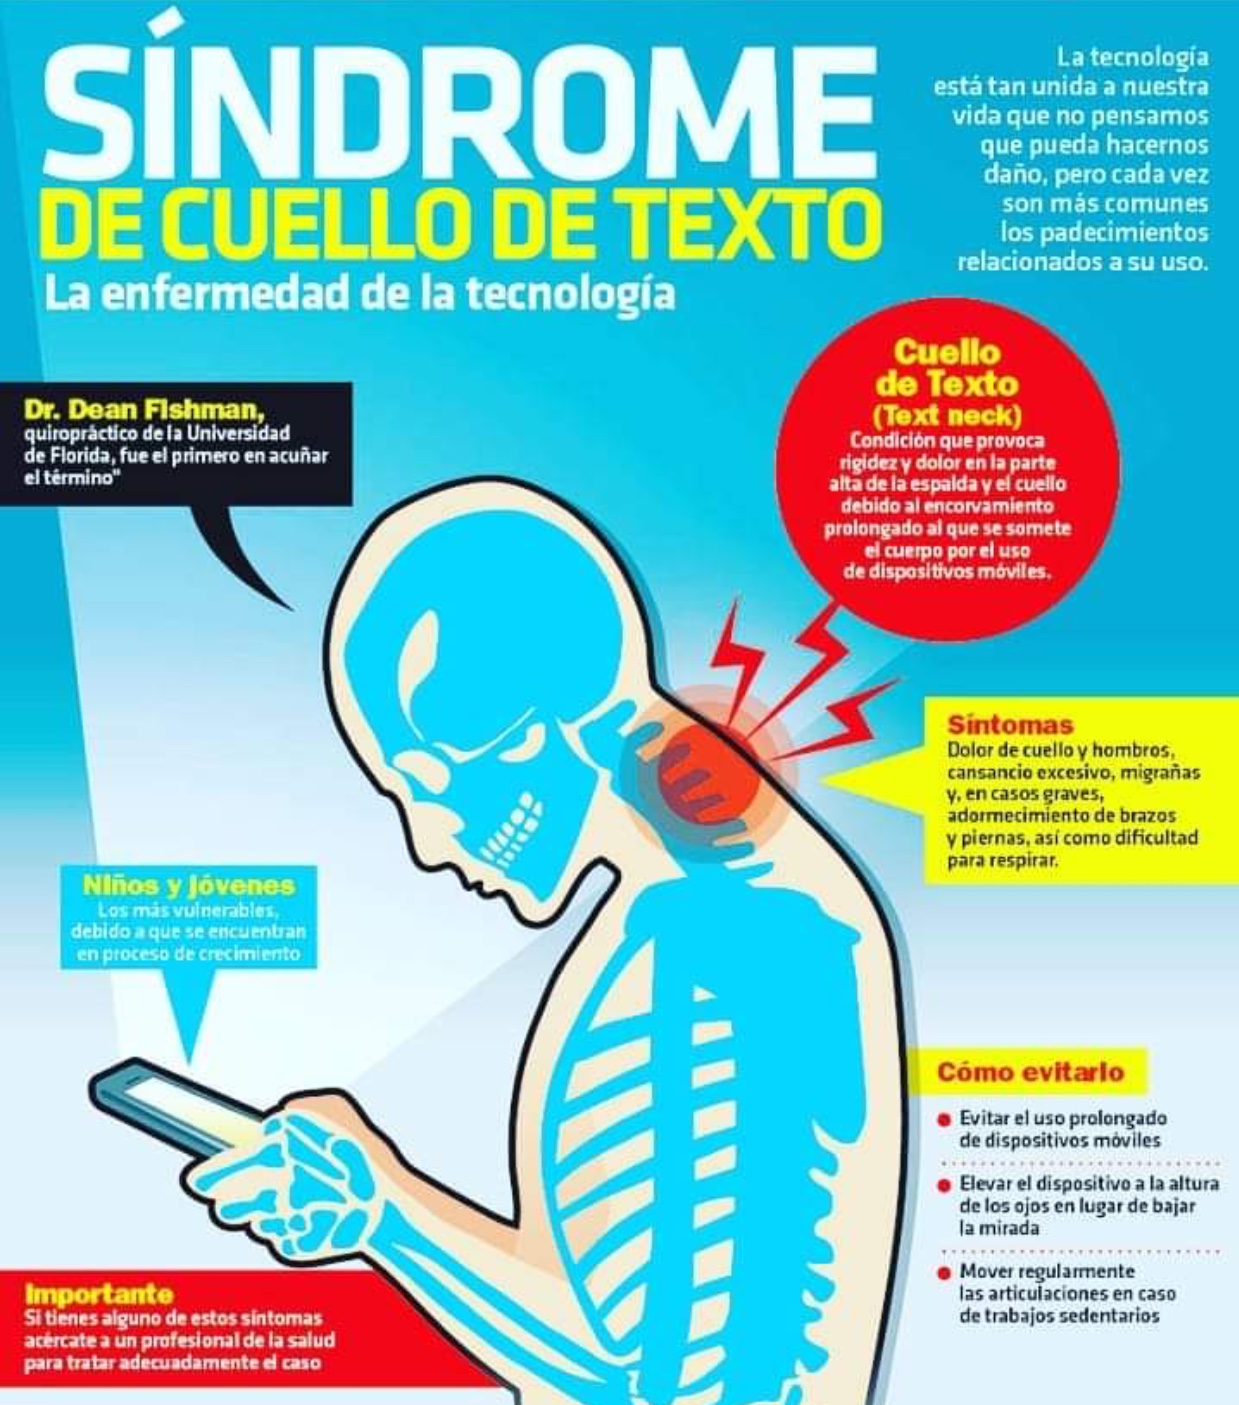 SÍNDROME
DE CUELLO DE TEXTO
La enfermedad de la tecnología
La tecnología
está tan unida a nuestra
vida que no pensamos
que pueda hacernos
daño, pero cada vez
son más comunes
los padecimientos
relacionados a su uso.
Dr. Dean Fishman,
quiropráctico de la Universidad
de Florida, fue el primero en acuñar
el término"
Cuello
de Texto
(Text neck)
Condición que provoca
rigidez y dolor en la parte
alta de la espalda y el cuello
debido al encorvamiento
prolongado al que se somete
el cuerpo por el uso
de dispositivos móviles.
Síntomas
Dolor de cuello y hombros,
cansancio excesivo, migrañas
y, en casos graves,
adormecimiento de brazos
y piernas, así como dificultad
para respirar.
Niños y Jóvenes
Los más vulnerables,
debido a que se encuentran
en proceso de crecimiento
Cómo evitarlo
Evitar el uso prolongado
de dispositivos móviles
Elevar el dispositivo a la altura
de los ojos en lugar de bajar
la mirada
Mover regularmente
las articulaciones en caso
de trabajos sedentarios
Importante
Si tienes alguno de estos síntomas
acércate a un profesional de la salud
para tratar adecuadamente el caso